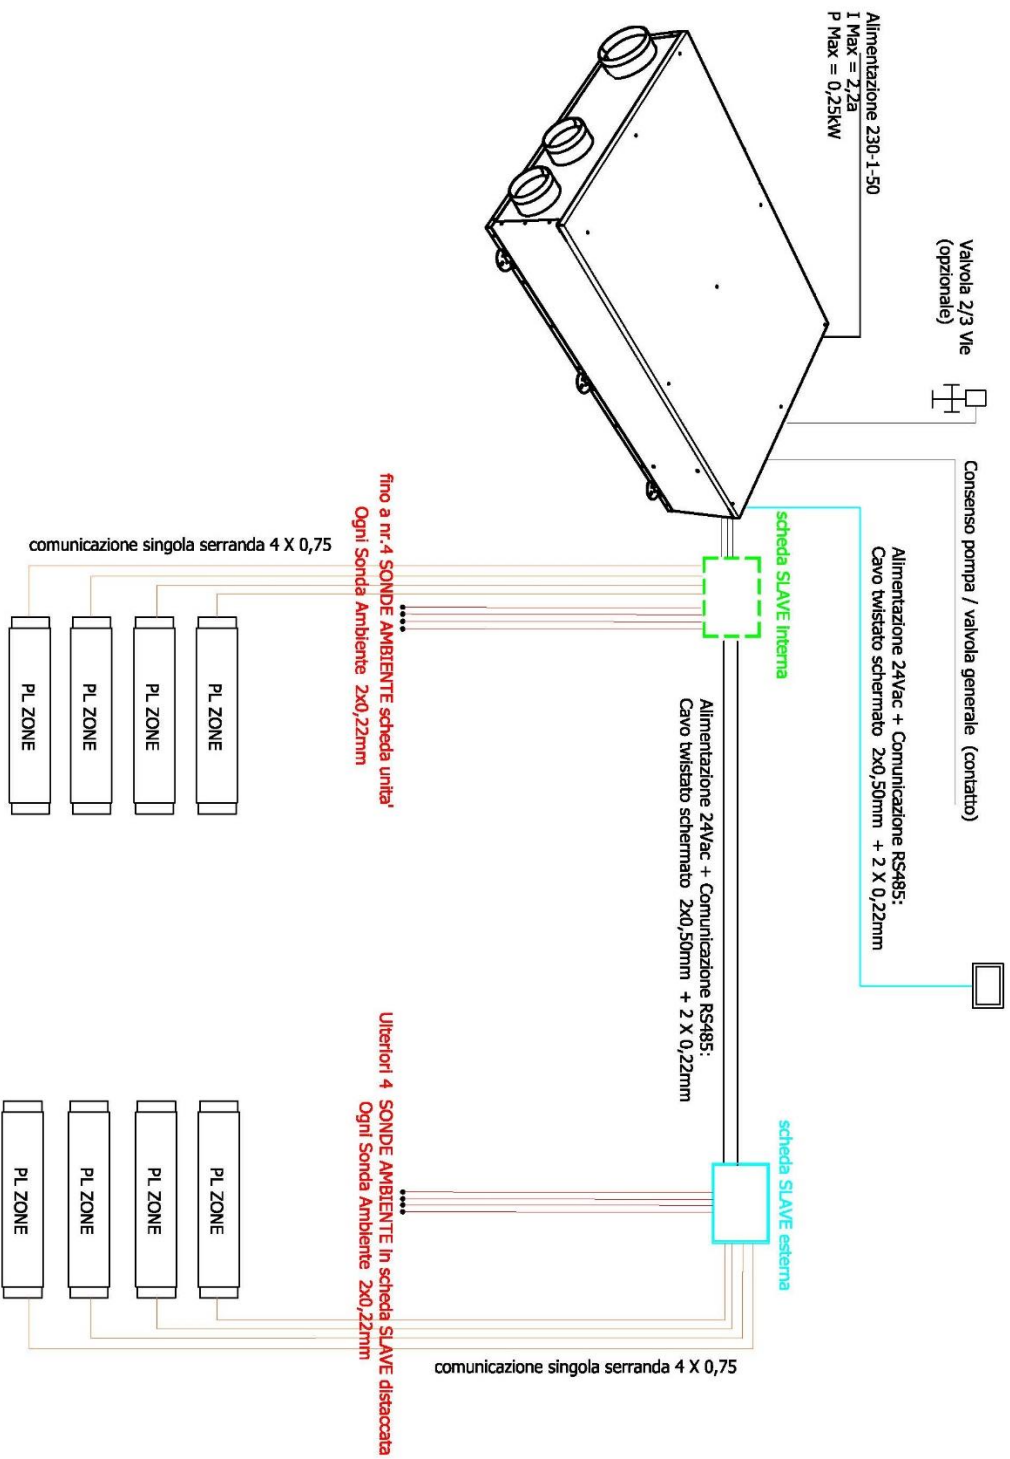 Alimentazione 230-1-50
I Max = 2,2a
P Max = 0,25kW
Valvola 2/3 Vie
(opzionale)
Consenso pompa / valvola generale (contatto)
Alimentazione 24Vac + Comunicazione RS485:
Cavo twistato schermato 2x0,50mm + 2 X 0,22mm
scheda SLAVE interna
Alimentazione 24Vac + Comunicazione RS485:
Cavo twistato schermato 2x0,50mm + 2 X 0,22mm
scheda SLAVE esterna
fino a nr.4 SONDE AMBIENTE scheda unita'
Ogni Sonda Ambiente 2x0,22mm
Ulteriori 4 SONDE AMBIENTE in scheda SLAVE distaccata
Ogni Sonda Ambiente 2x0,22mm
comunicazione singola serranda 4 X 0,75
comunicazione singola serranda 4 X 0,75
PL ZONE
PL ZONE
PL ZONE
PL ZONE
PL ZONE
PL ZONE
PL ZONE
PL ZONE